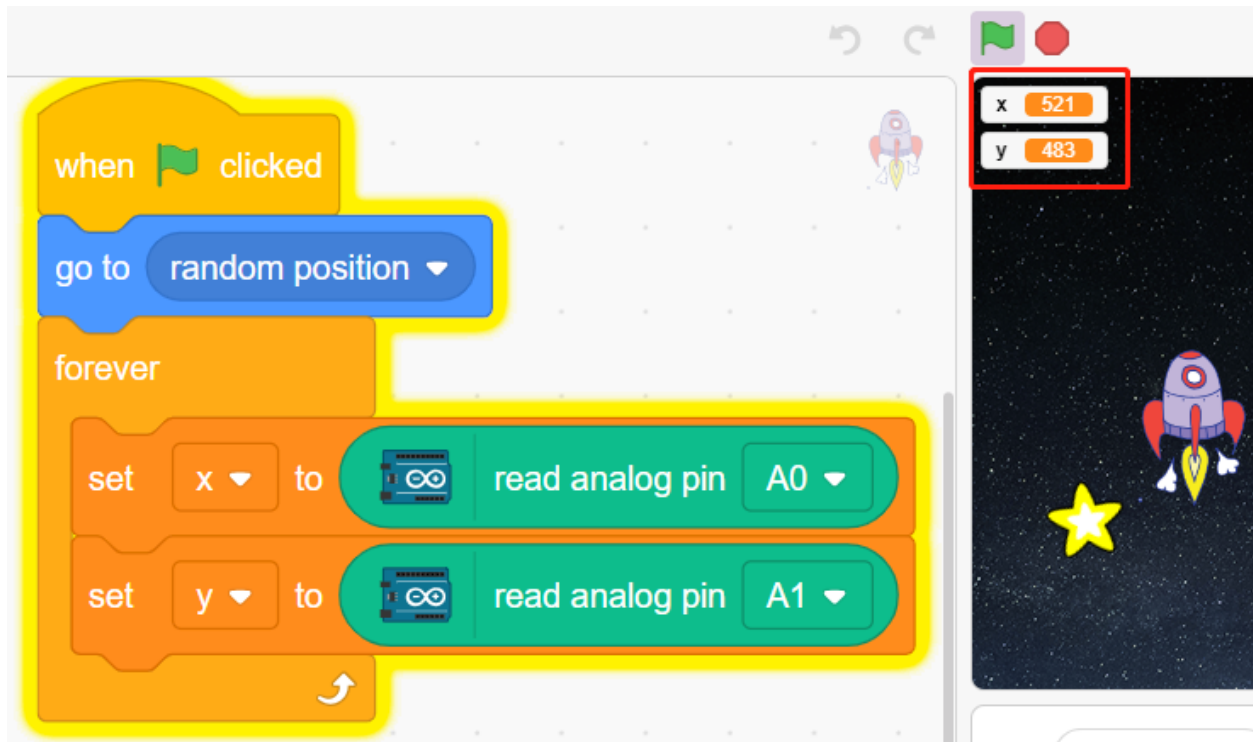 when clicked
go to random position
forever
set x to read analog pin A0
set y to read analog pin A1
x 521
y 483